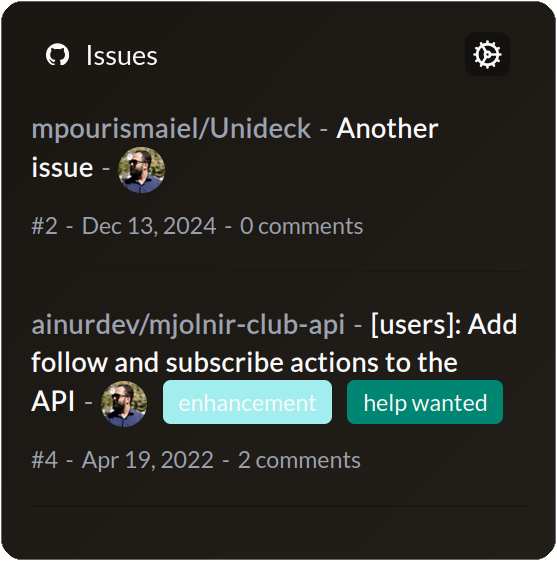 Issues
mpourismaiel/Unideck - Another
issue -
#2 - Dec 13, 2024 - 0 comments
ainurdev/mjolnir-club-api - [users]: Add
follow and subscribe actions to the
API - enhancement help wanted
#4 - Apr 19, 2022 - 2 comments